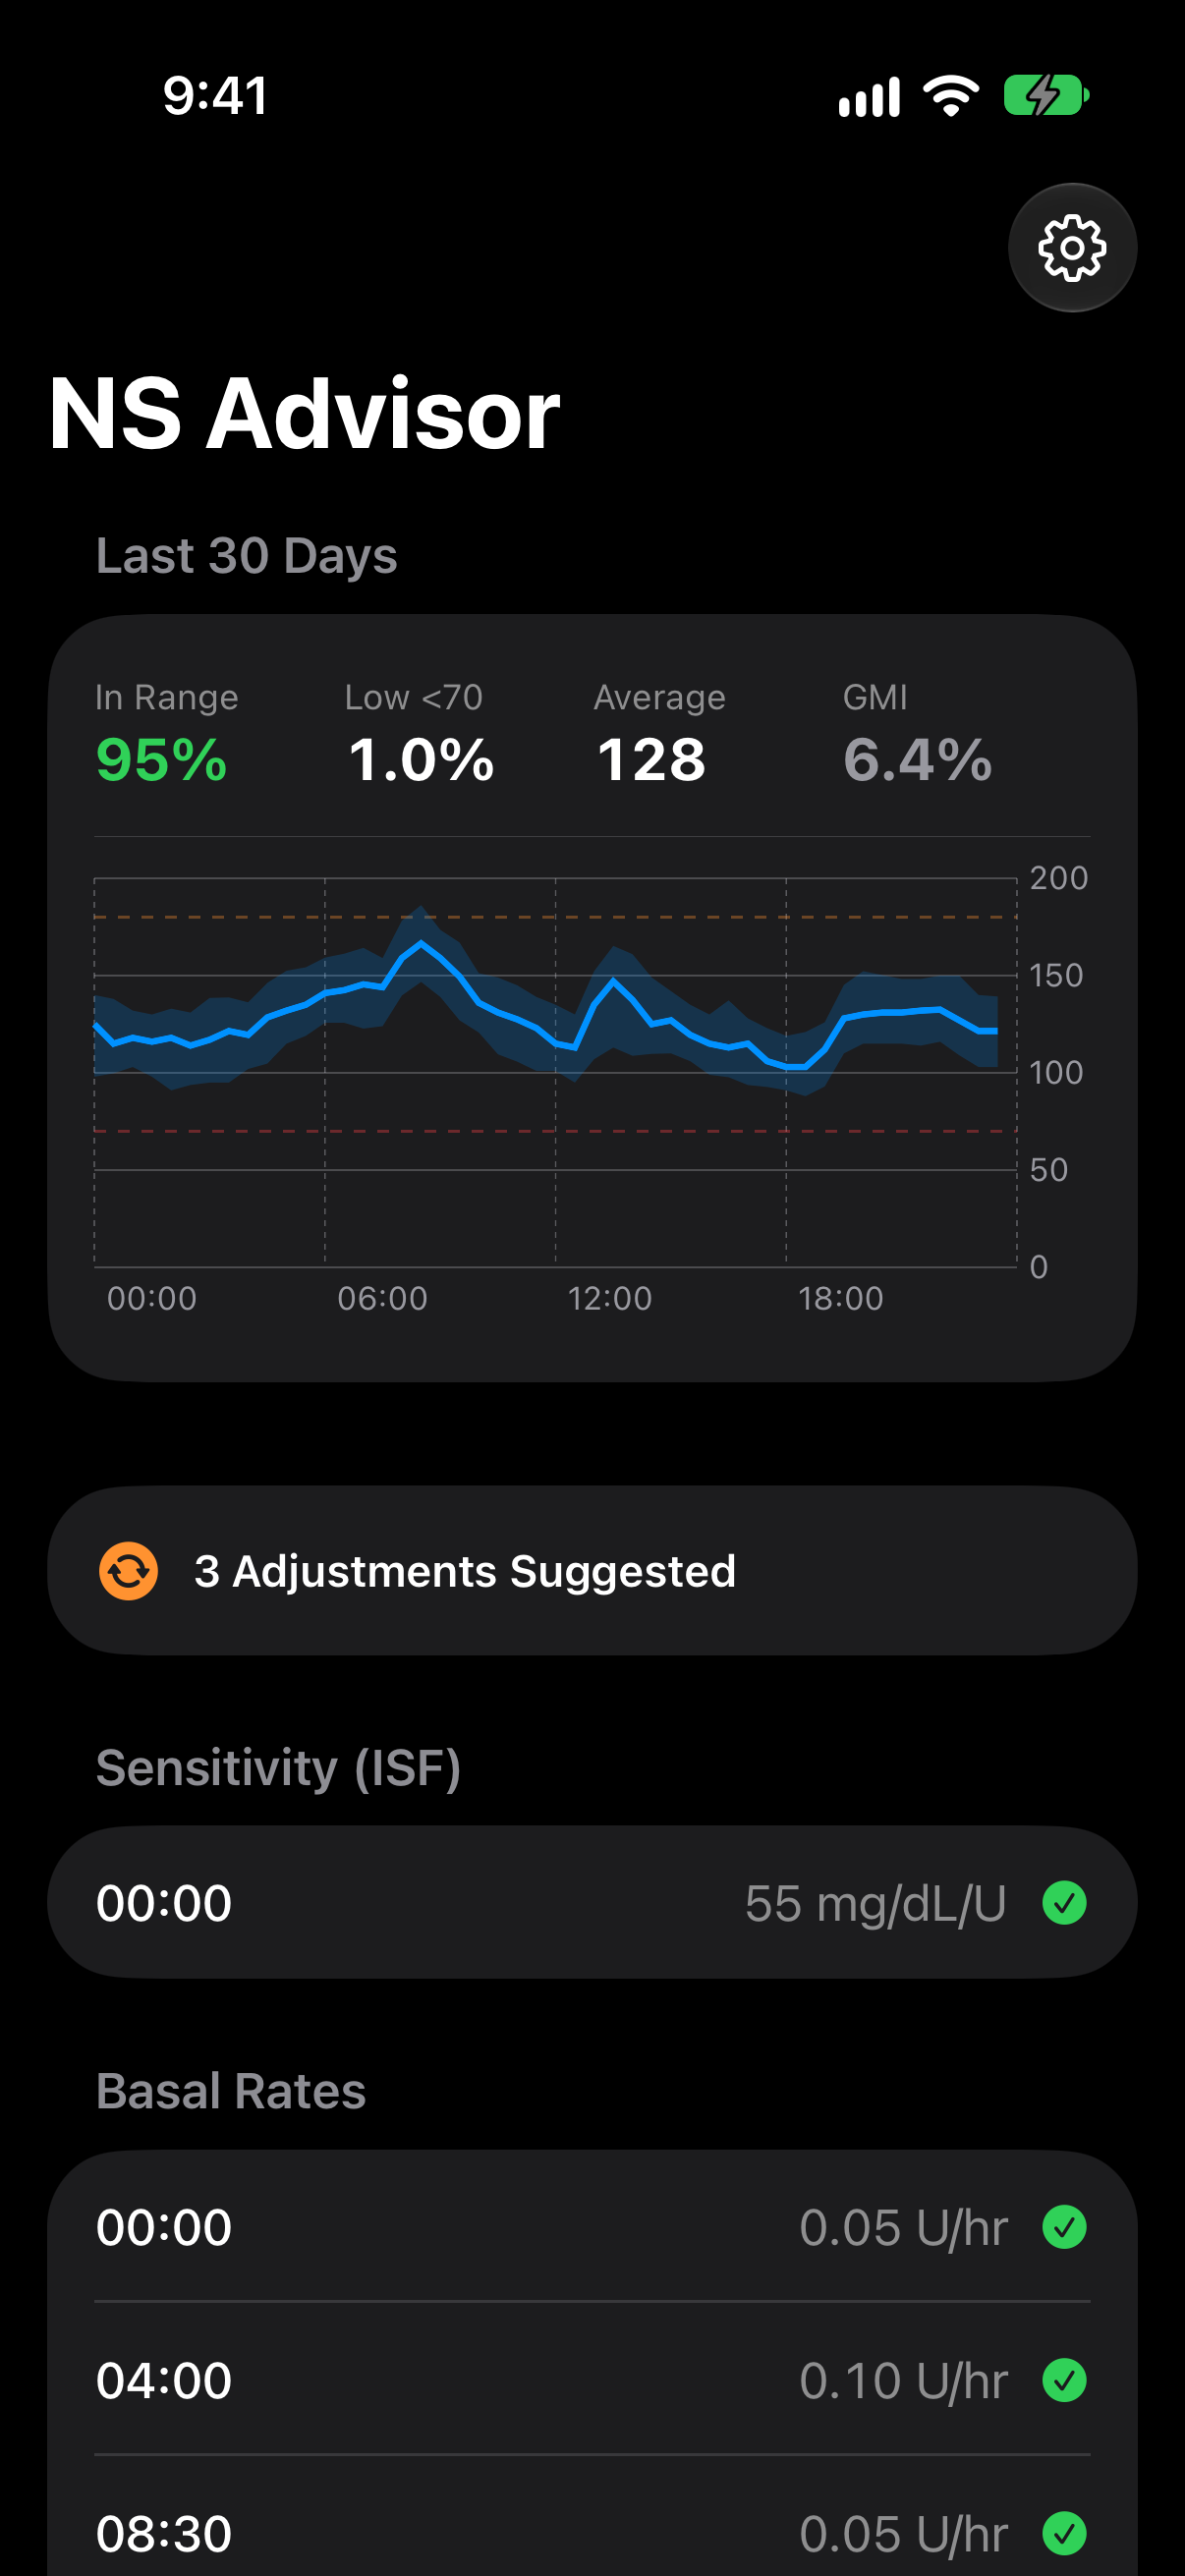 9:41
NS Advisor
Last 30 Days
In Range Low <70 Average GMI
95% 1.0% 128 6.4%
200
150
100
50
0
00:00 06:00 12:00 18:00
3 Adjustments Suggested
Sensitivity (ISF)
00:00 55 mg/dL/U
Basal Rates
00:00 0.05 U/hr
04:00 0.10 U/hr
08:30 0.05 U/hr